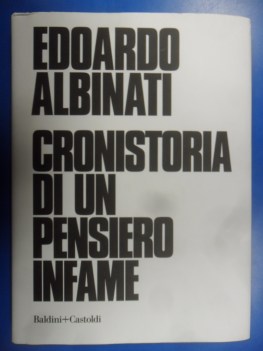 EDOARDO
ALBINATI
CRONISTORIA
DI UN
PENSIERO
INFAME
Baldini+Castoldi